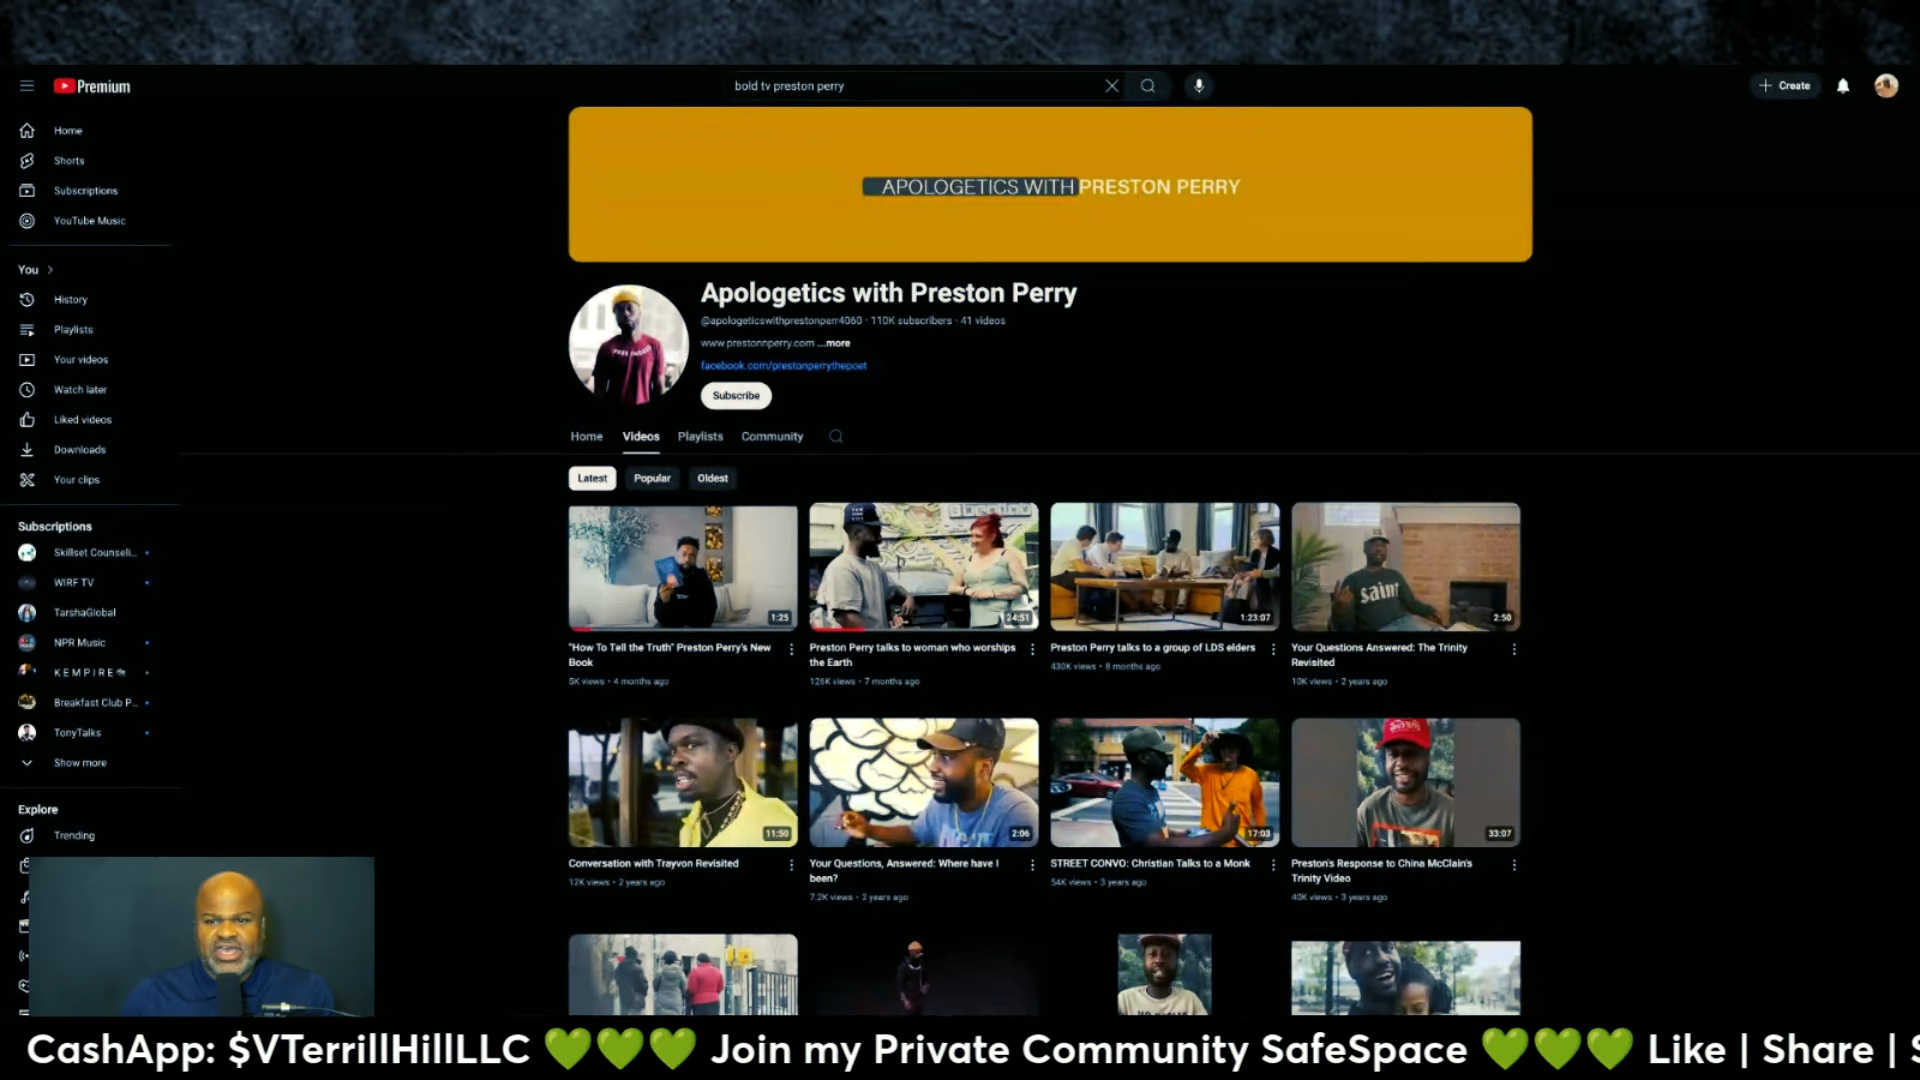 Premium
bold tv preston perry
Create
Home
Shorts
Subscriptions
YouTube Music
You
History
Playlists
Your videos
Watch later
Liked videos
Downloads
Your clips
Subscriptions
Skillset Counseli...
WIRF TV
TarshaGlobal
NPR Music
K E M P I R E
Breakfast Club P...
TonyTalks
Show more
Explore
Trending
APOLOGETICS WITH PRESTON PERRY
Apologetics with Preston Perry
@apologeticswithprestonperr4060 · 110K subscribers · 41 videos
www.prestonnperry.com ...more
facebook.com/prestonperrythepoet
Subscribe
Home Videos Playlists Community
Latest Popular Oldest
1:25
"How To Tell the Truth" Preston Perry's New
Book
5K views · 4 months ago
24:51
Preston Perry talks to woman who worships
the Earth
126K views · 7 months ago
1:23:07
Preston Perry talks to a group of LDS elders
430K views · 8 months ago
saint
2:50
Your Questions Answered: The Trinity
Revisited
10K views · 2 years ago
11:50
Conversation with Trayvon Revisited
12K views · 2 years ago
2:06
Your Questions, Answered: Where have I
been?
7.2K views · 2 years ago
17:03
STREET CONVO: Christian Talks to a Monk
54K views · 3 years ago
33:07
Preston's Response to China McClain's
Trinity Video
40K views · 3 years ago
CashApp: $VTerrillHillLLC 💚💚💚 Join my Private Community SafeSpace 💚💚💚 Like | Share |